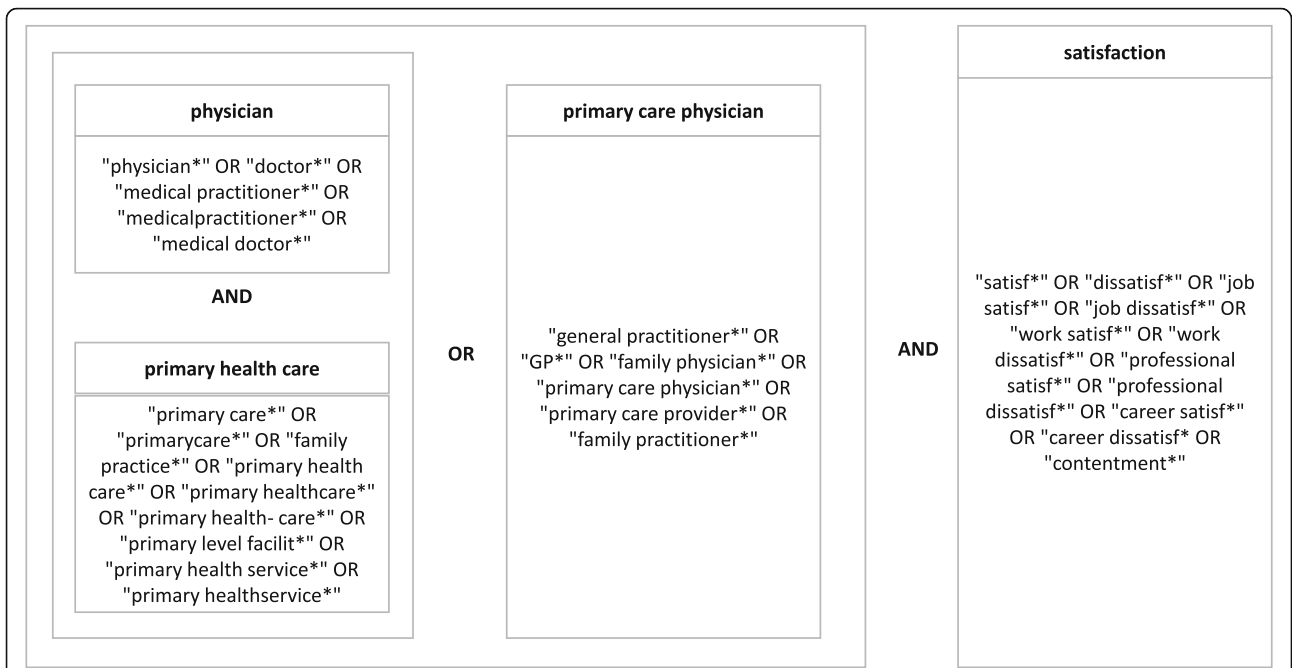 physician
"physician*" OR "doctor*" OR
"medical practitioner*" OR
"medicalpractitioner*" OR
"medical doctor*"
AND
primary health care
"primary care*" OR
"primarycare*" OR "family
practice*" OR "primary health
care*" OR "primary healthcare*"
OR "primary health- care*" OR
"primary level facilit*" OR
"primary health service*" OR
"primary healthservice*"
OR
primary care physician
"general practitioner*" OR
"GP*" OR "family physician*" OR
"primary care physician*" OR
"primary care provider*" OR
"family practitioner*"
AND
satisfaction
"satisf*" OR "dissatisf*" OR "job
satisf*" OR "job dissatisf*" OR
"work satisf*" OR "work
dissatisf*" OR "professional
satisf*" OR "professional
dissatisf*" OR "career satisf*"
OR "career dissatisf* OR
"contentment*"